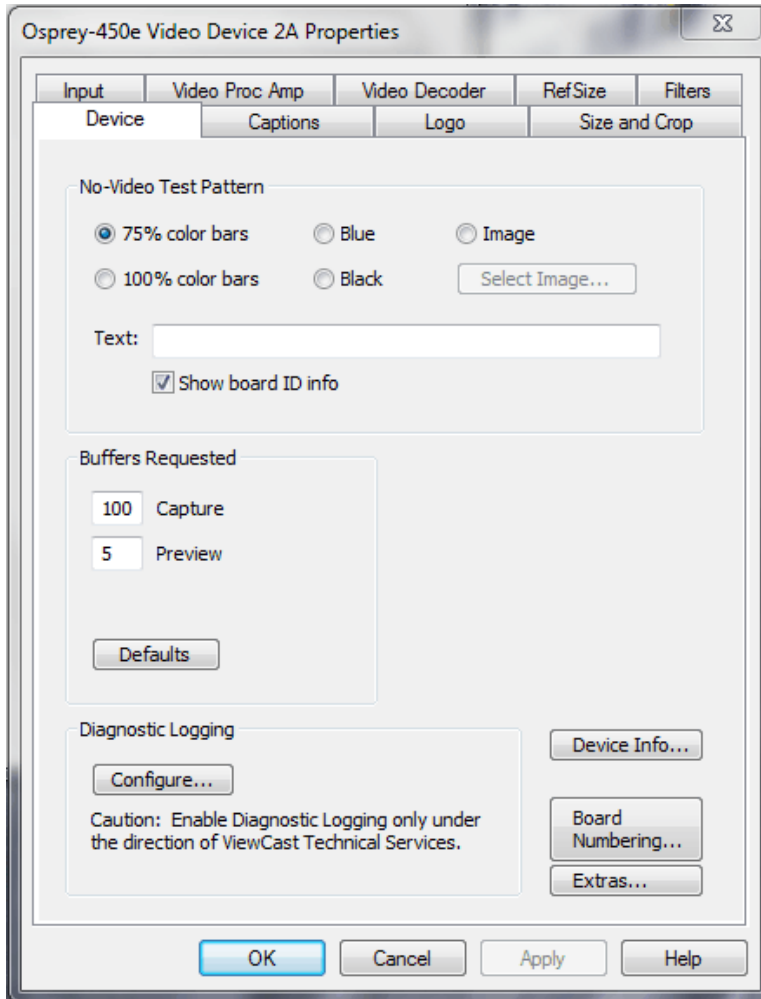 Osprey-450e Video Device 2A Properties
Input Video Proc Amp Video Decoder RefSize Filters
Device Captions Logo Size and Crop
No-Video Test Pattern
75% color bars Blue Image
100% color bars Black Select Image...
Text:
Show board ID info
Buffers Requested
100 Capture
5 Preview
Defaults
Diagnostic Logging
Configure...
Caution: Enable Diagnostic Logging only under
the direction of ViewCast Technical Services.
Device Info...
Board
Numbering...
Extras...
OK Cancel Apply Help